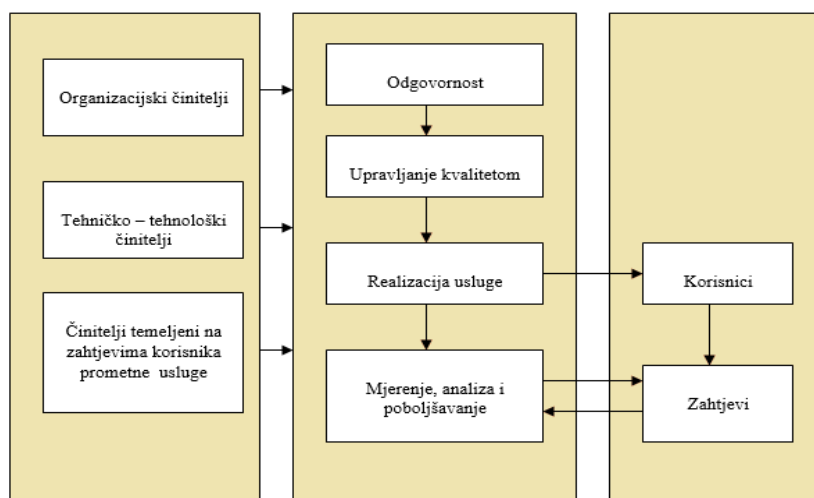 Organizacijski činitelji
Tehničko – tehnološki
činitelji
Činitelji temeljeni na
zahtjevima korisnika
prometne usluge
Odgovornost
Upravljanje kvalitetom
Realizacija usluge
Mjerenje, analiza i
poboljšavanje
Korisnici
Zahtjevi